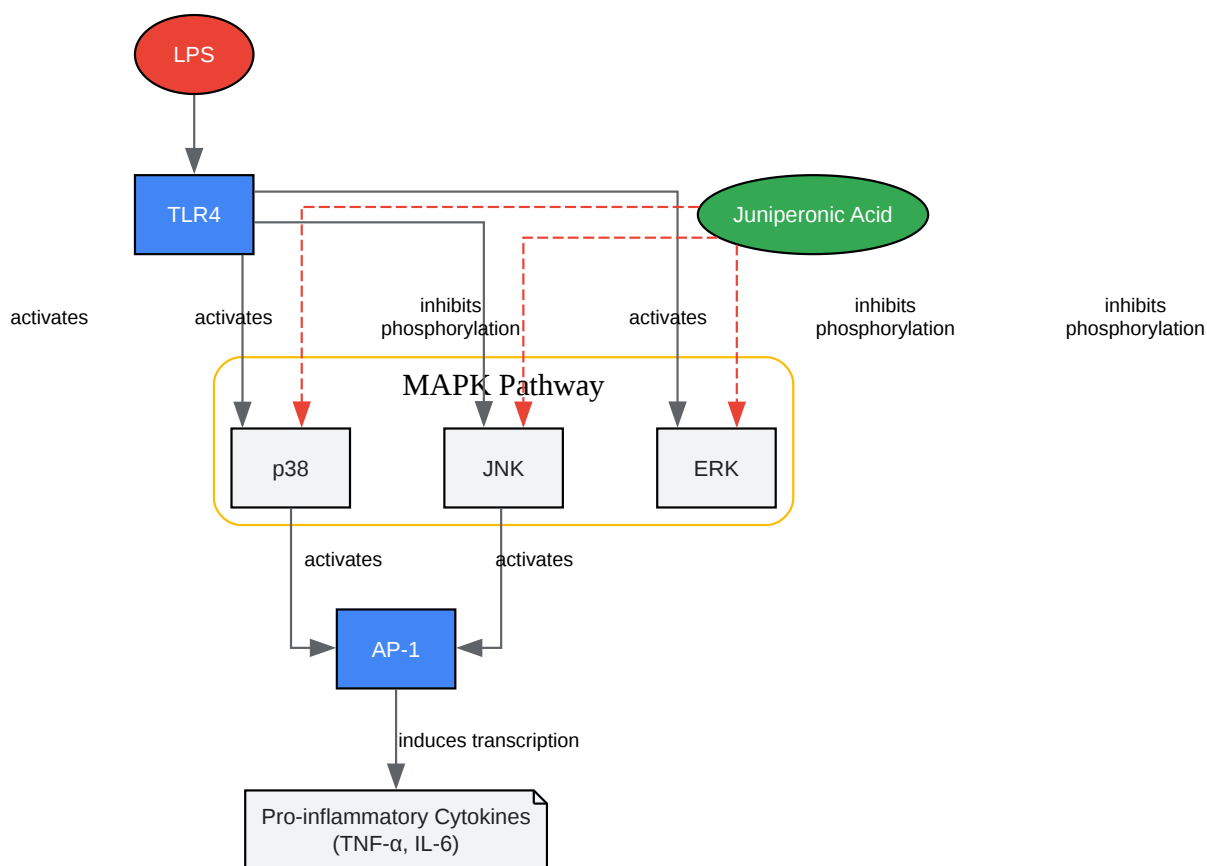 LPS
TLR4
Juniperonic Acid
activates
activates
inhibits
phosphorylation
activates
inhibits
phosphorylation
inhibits
phosphorylation
MAPK Pathway
p38
JNK
ERK
activates
activates
AP-1
induces transcription
Pro-inflammatory Cytokines
(TNF-α, IL-6)